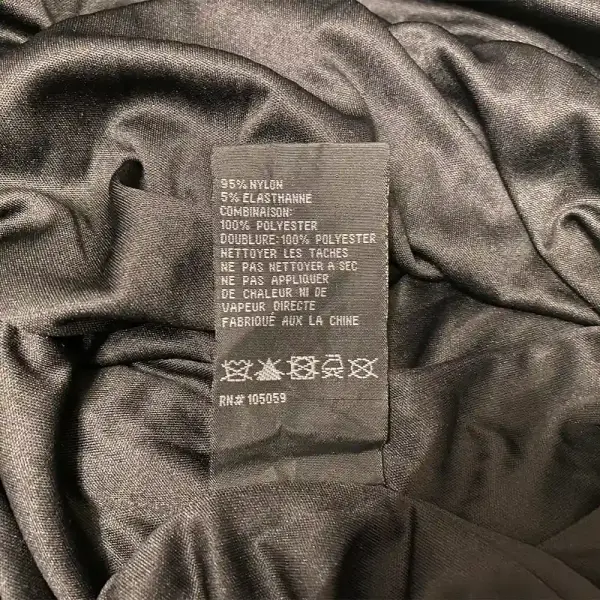 95% NYLON
5% ELASTHANNE
COMBINAISON:
100% POLYESTER
DOUBLURE:100% POLYESTER
NETTOYER LES TACHES
NE PAS NETTOYER A SEC
NE PAS APPLIQUER
DE CHALEUR NI DE
VAPEUR DIRECTE
FABRIQUÉ AUX LA CHINE
RN# 105059